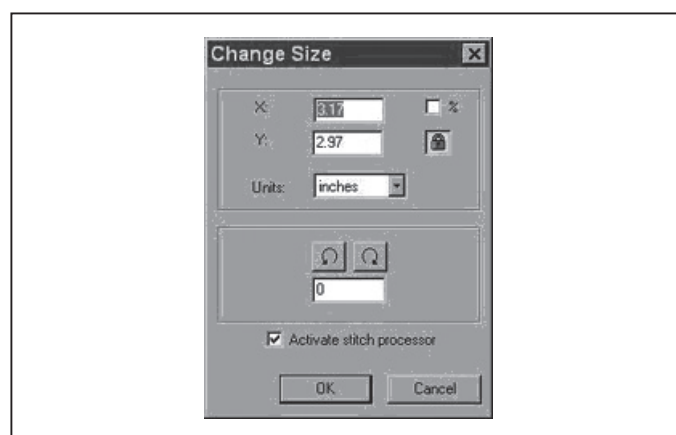 Change Size
X: 3.17 %
Y: 2.97
Units: inches
0
Activate stitch processor
OK Cancel